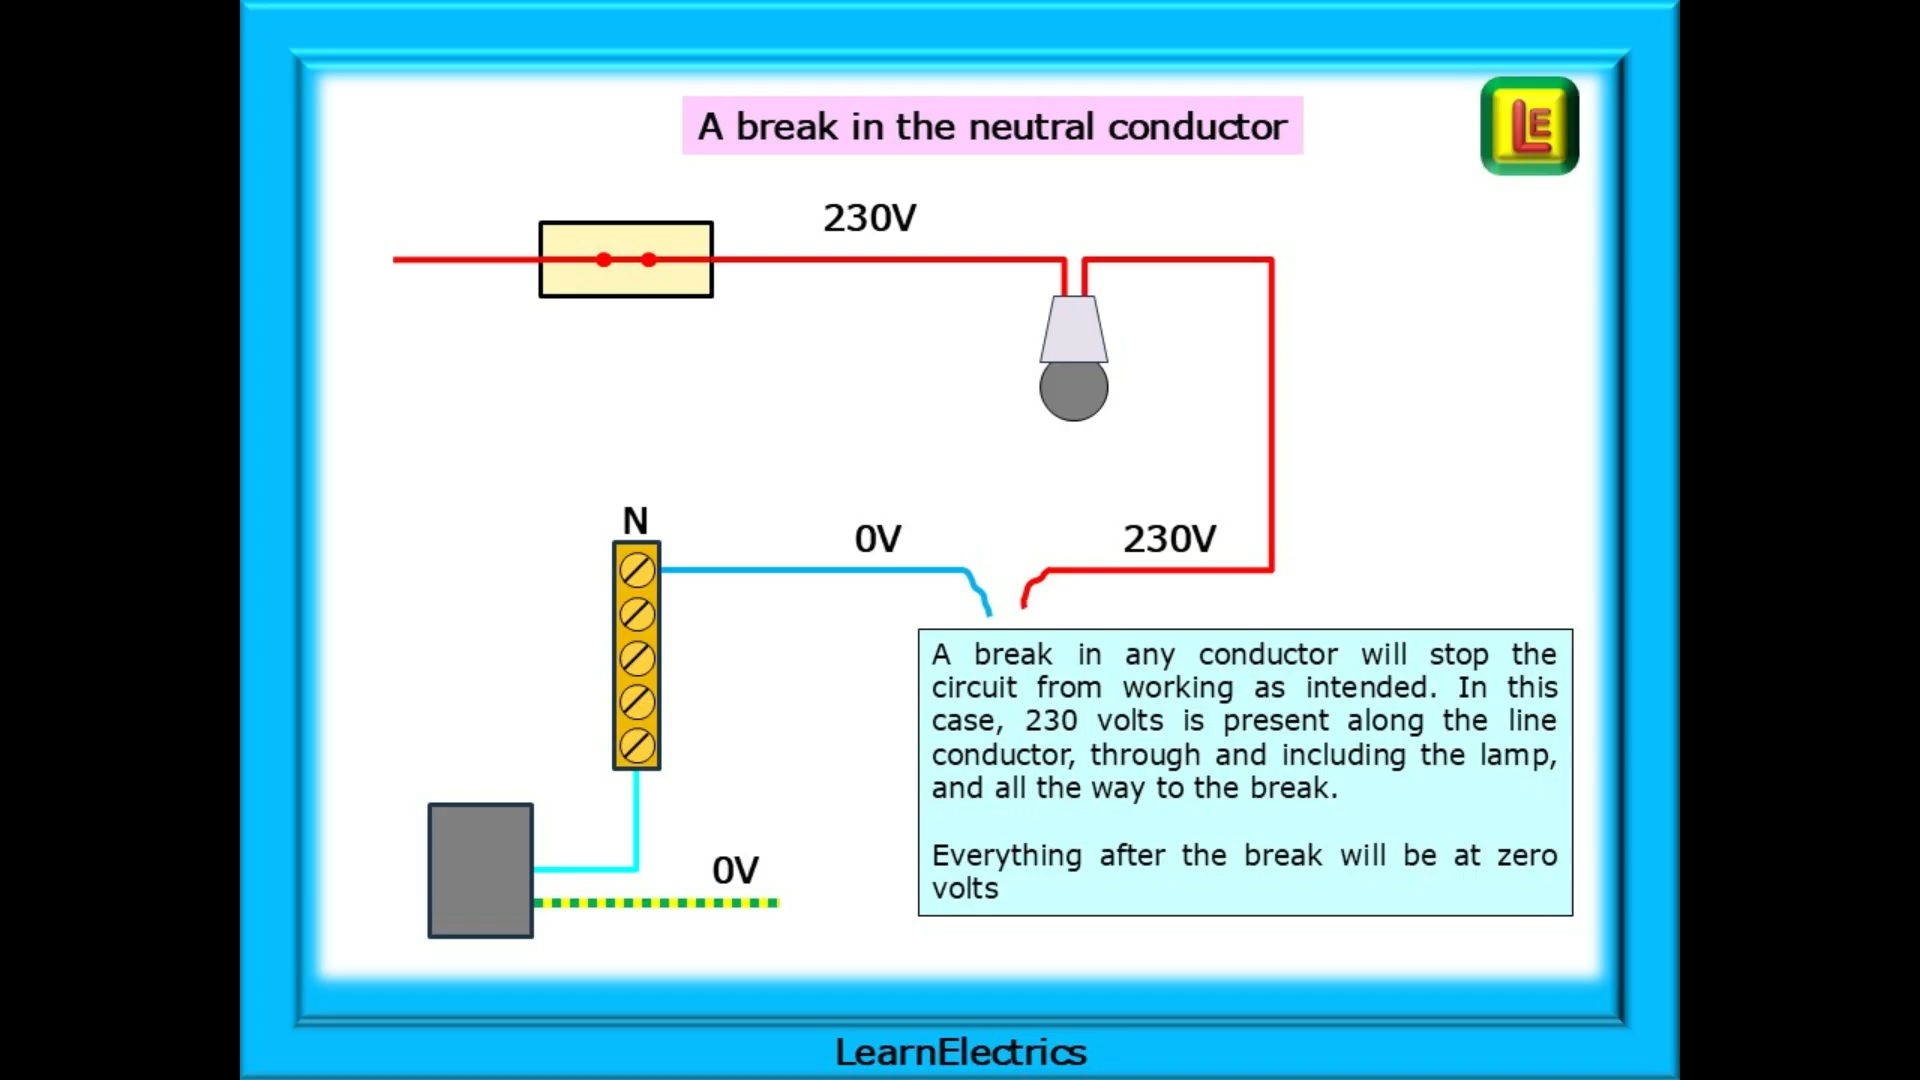 A break in the neutral conductor
LE
230V
N
0V
230V
A break in any conductor will stop the
circuit from working as intended. In this
case, 230 volts is present along the line
conductor, through and including the lamp,
and all the way to the break.
Everything after the break will be at zero
volts
0V
LearnElectrics